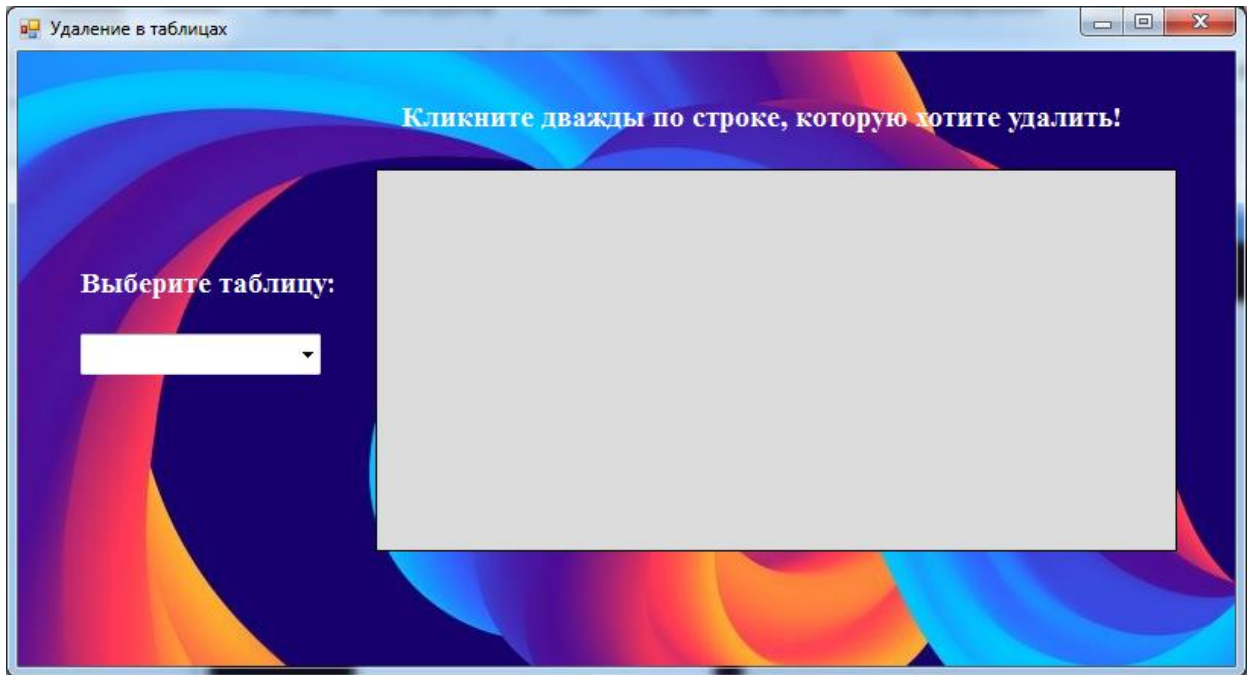 Удаление в таблицах
Кликните дважды по строке, которую хотите удалить!
Выберите таблицу: